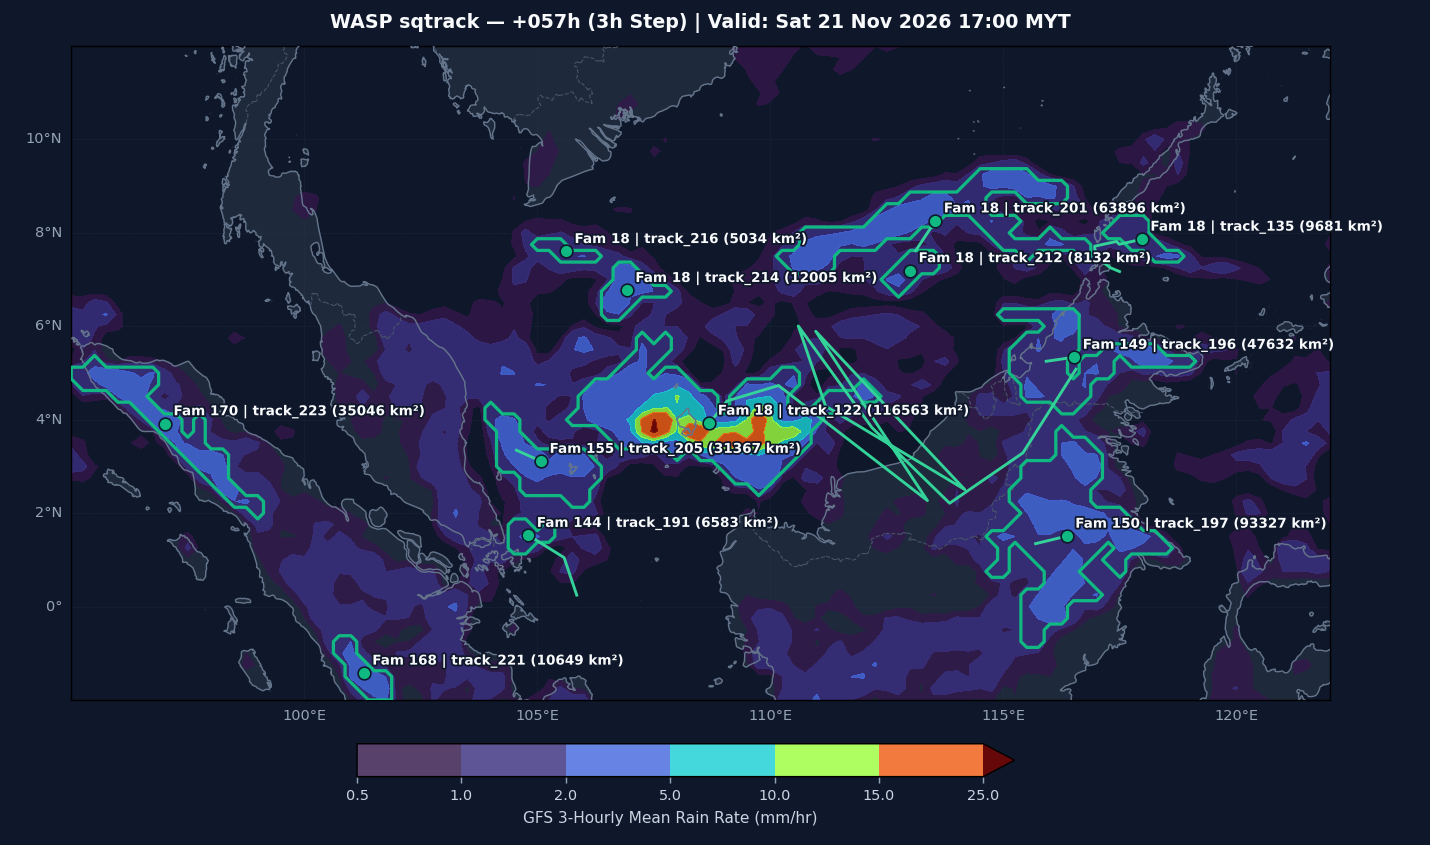 WASP sqtrack — +057h (3h Step) | Valid: Sat 21 Nov 2026 17:00 MYT
10°N
8°N
6°N
4°N
2°N
0°
Fam 18 | track_201 (63896 km²)
Fam 18 | track_135 (9681 km²)
Fam 18 | track_216 (5034 km²)
Fam 18 | track_212 (8132 km²)
Fam 18 | track_214 (12005 km²)
Fam 149 | track_196 (47632 km²)
Fam 170 | track_223 (35046 km²)
Fam 18 | track_122 (116563 km²)
Fam 155 | track_205 (31367 km²)
Fam 144 | track_191 (6583 km²)
Fam 150 | track_197 (93327 km²)
Fam 168 | track_221 (10649 km²)
100°E 105°E 110°E 115°E 120°E
0.5 1.0 2.0 5.0 10.0 15.0 25.0
GFS 3-Hourly Mean Rain Rate (mm/hr)